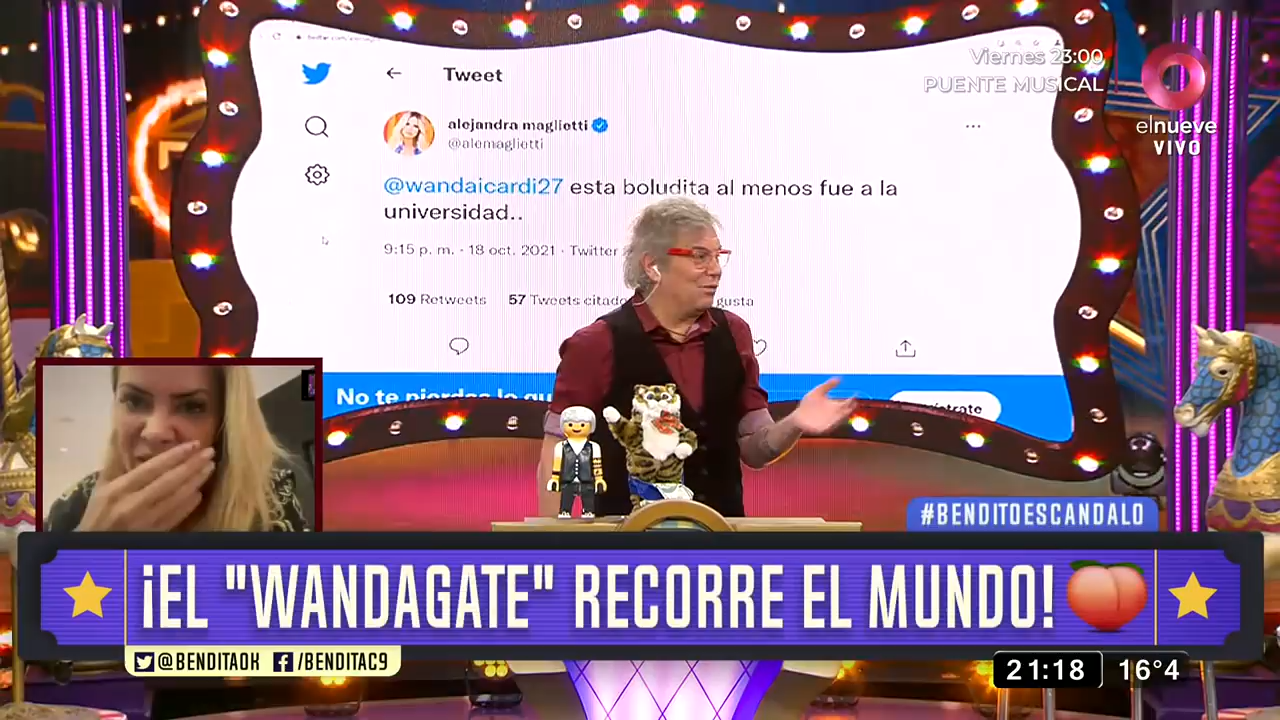 Tweet
alejandra maglietti
@alemaglietti
@wandaicardi27 esta boludita al menos fue a la
universidad..
9:15 p. m. · 18 2021 · Twitter
109 Retweets 57 Tweets citado gusta
No te pierdas lo
Viernes 23:00
PUENTE MUSICAL
elnueve
VIVO
#BENDITOESCANDALO
¡EL "WANDAGATE" RECORRE EL MUNDO!
@BENDITAOK /BENDITAC9
21:18 16°4